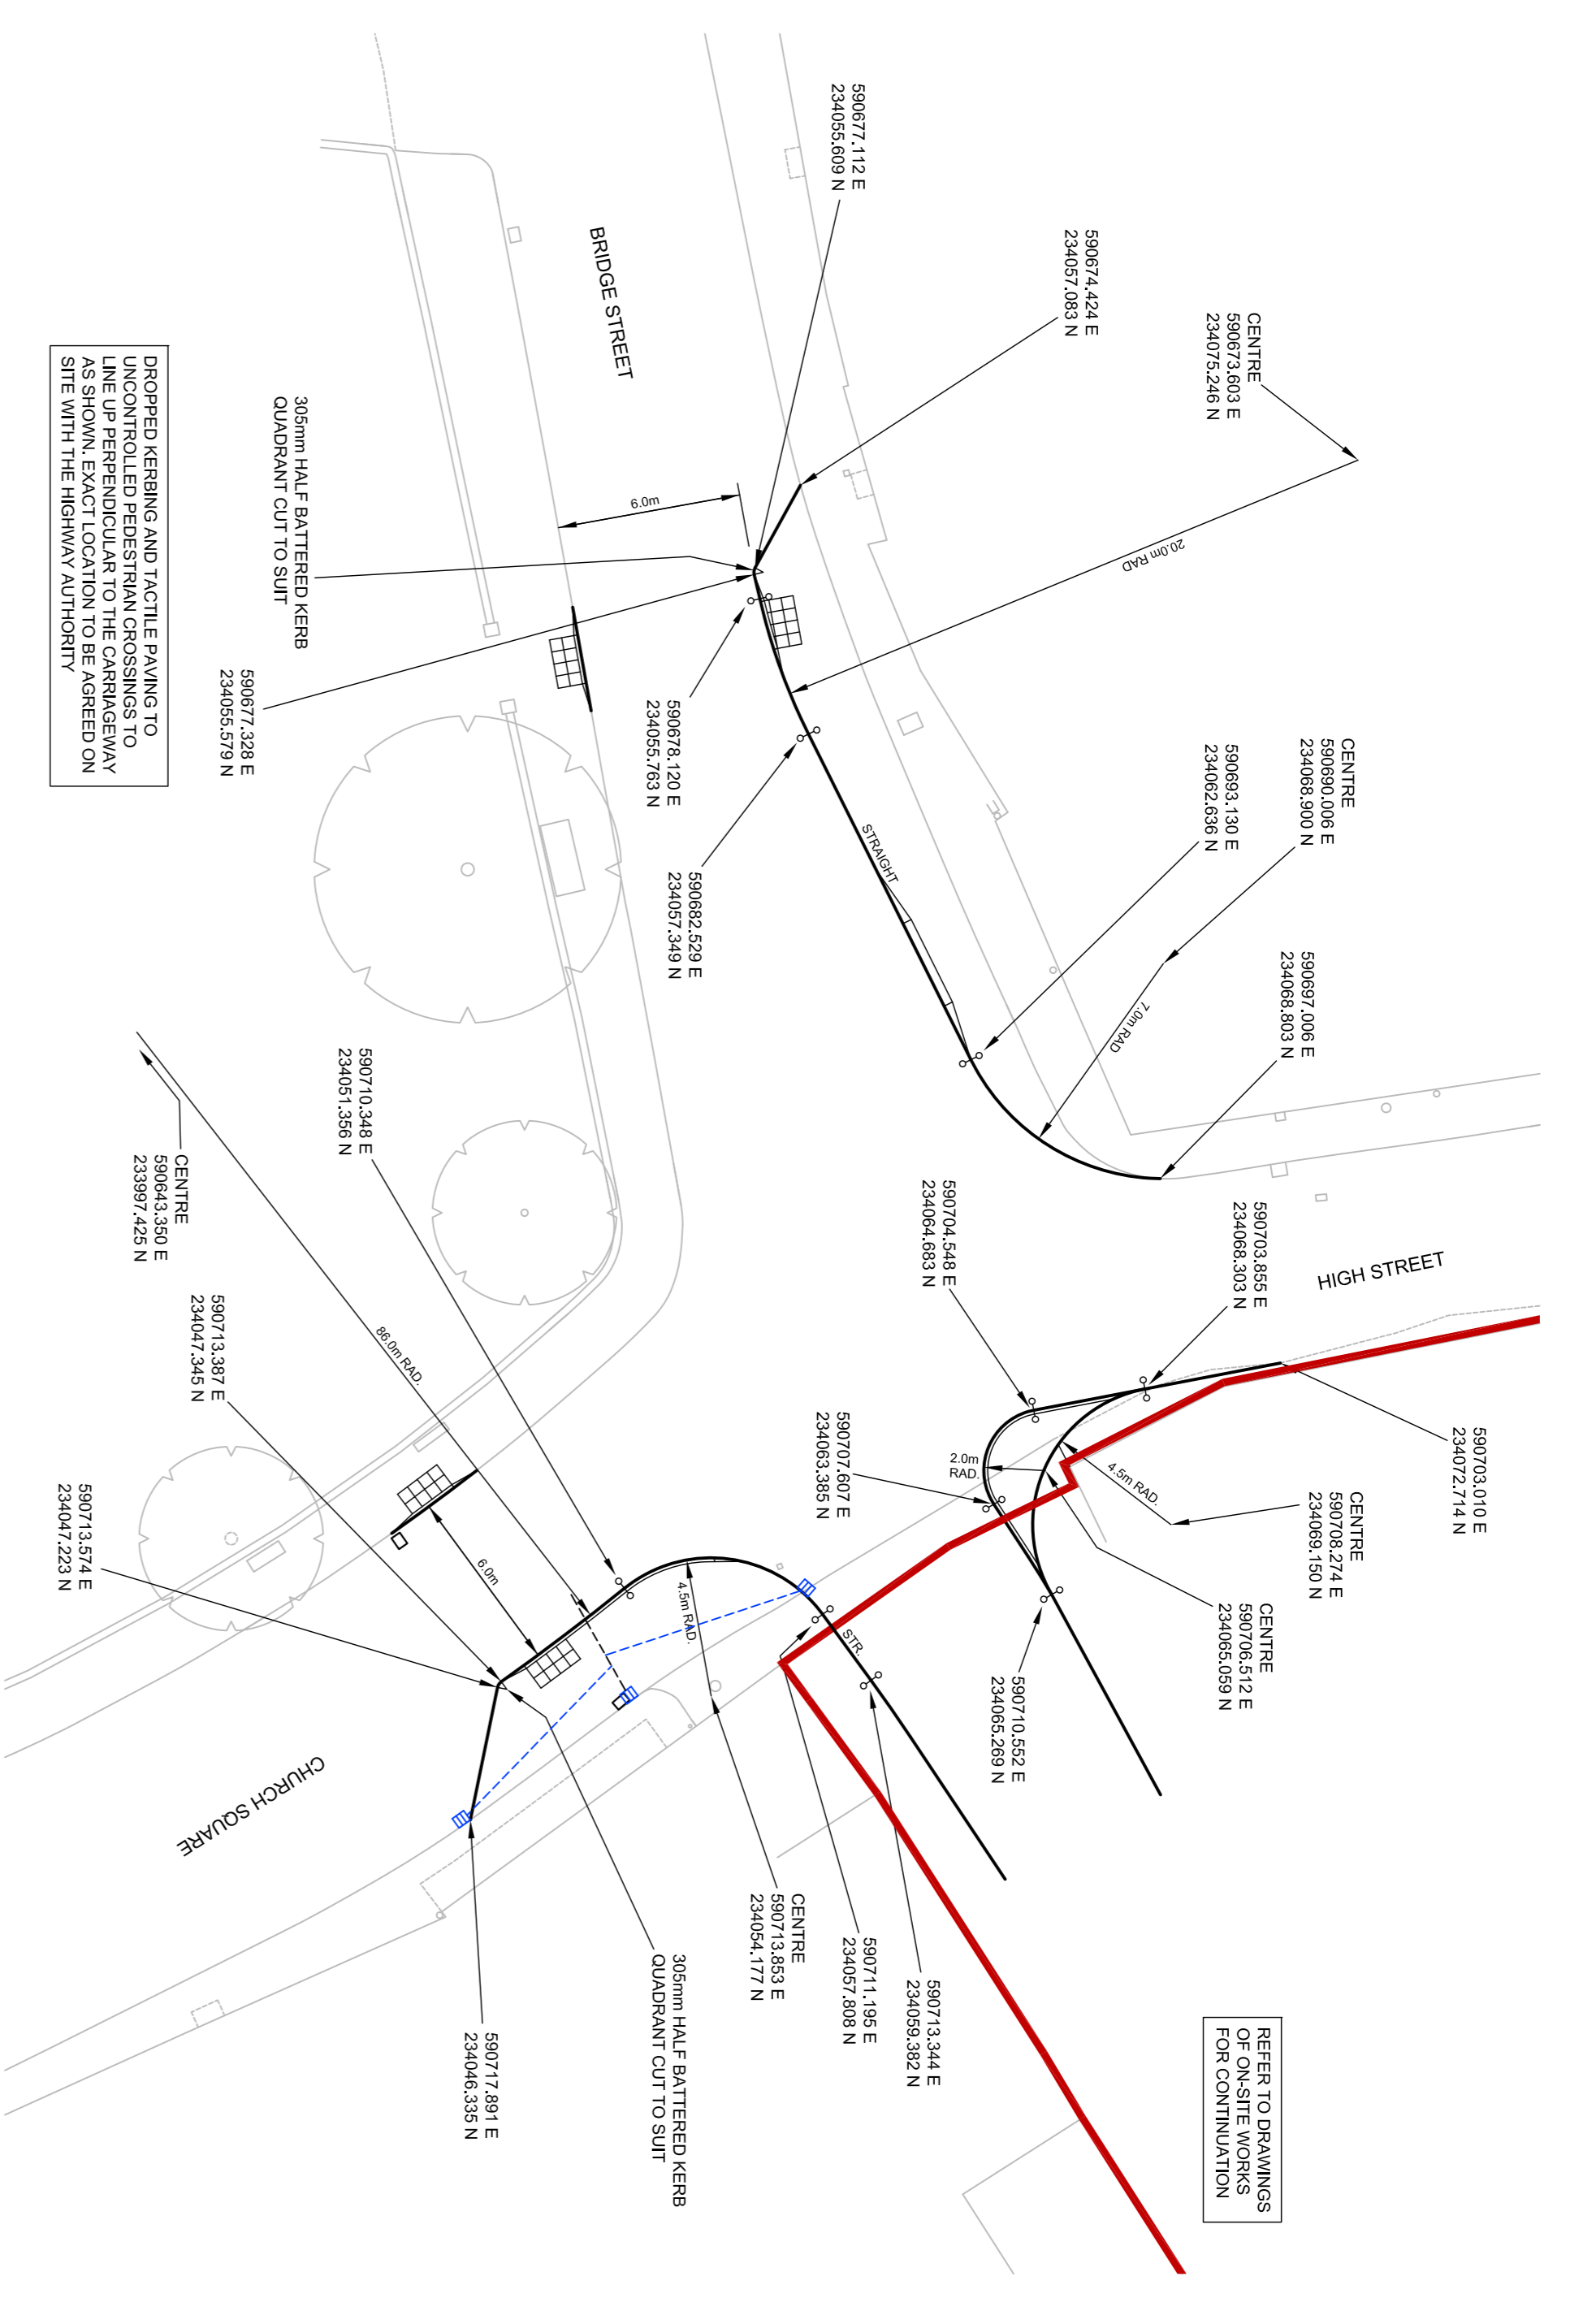 590677.112 E
234055.609 N
590674.424 E
234057.083 N
CENTRE
590673.603 E
234075.246 N
BRIDGE STREET
6.0m
20.0m RAD
305mm HALF BATTERED KERB
QUADRANT CUT TO SUIT
DROPPED KERBING AND TACTILE PAVING TO
UNCONTROLLED PEDESTRIAN CROSSINGS TO
LINE UP PERPENDICULAR TO THE CARRIAGEWAY
AS SHOWN. EXACT LOCATION TO BE AGREED ON
SITE WITH THE HIGHWAY AUTHORITY
590677.328 E
234055.579 N
590678.120 E
234055.763 N
590682.529 E
234057.349 N
STRAIGHT
590693.130 E
234062.636 N
CENTRE
590690.006 E
234068.900 N
7.0m RAD
590697.006 E
234068.803 N
590710.348 E
234051.356 N
CENTRE
590643.350 E
233997.425 N
86.0m RAD.
590713.387 E
234047.345 N
590713.574 E
234047.223 N
590704.548 E
234064.683 N
590703.855 E
234068.303 N
HIGH STREET
590707.607 E
234063.385 N
2.0m
RAD.
4.5m RAD.
590703.010 E
234072.714 N
CENTRE
590708.274 E
234069.150 N
CENTRE
590706.512 E
234065.059 N
590710.552 E
234065.269 N
6.0m
4.5m RAD.
STR.
CHURCH SQUARE
CENTRE
590713.853 E
234054.177 N
590711.195 E
234057.808 N
590713.344 E
234059.382 N
305mm HALF BATTERED KERB
QUADRANT CUT TO SUIT
590717.891 E
234046.335 N
REFER TO DRAWINGS
OF ON-SITE WORKS
FOR CONTINUATION